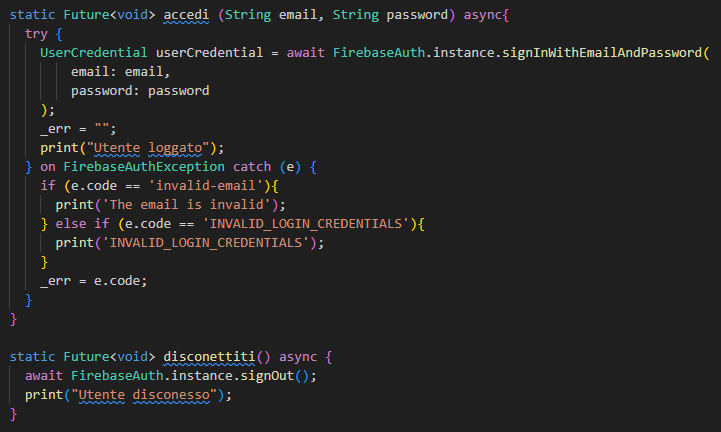 static Future<void> accedi (String email, String password) async{
try {
UserCredential userCredential = await FirebaseAuth.instance.signInWithEmailAndPassword(
email: email,
password: password
);
_err = "";
print("Utente loggato");
} on FirebaseAuthException catch (e) {
if (e.code == 'invalid-email'){
print('The email is invalid');
} else if (e.code == 'INVALID_LOGIN_CREDENTIALS'){
print('INVALID_LOGIN_CREDENTIALS');
}
_err = e.code;
}
}
static Future<void> disconettiti() async {
await FirebaseAuth.instance.signOut();
print("Utente disconesso");
}